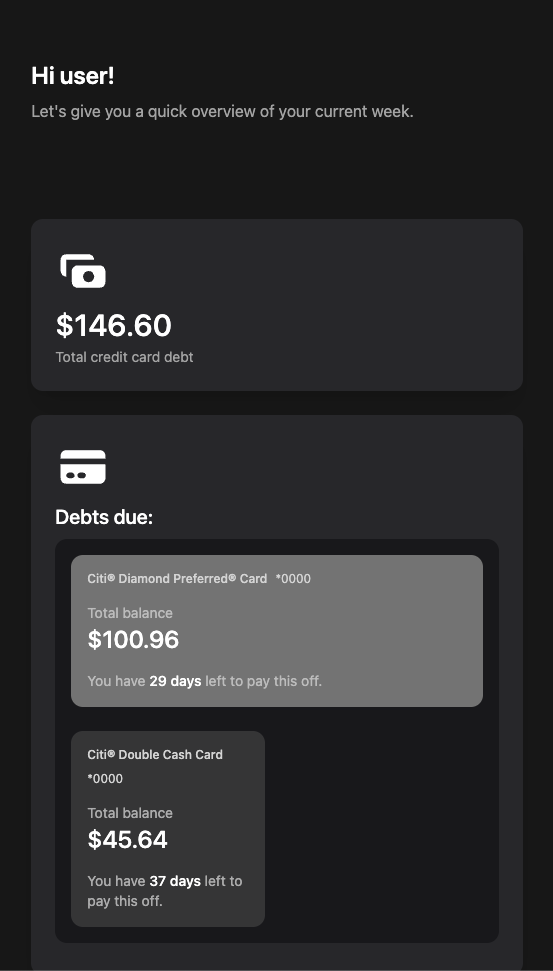 Hi user!
Let's give you a quick overview of your current week.
$146.60
Total credit card debt
Debts due:
Citi® Diamond Preferred® Card *0000
Total balance
$100.96
You have 29 days left to pay this off.
Citi® Double Cash Card
*0000
Total balance
$45.64
You have 37 days left to
pay this off.